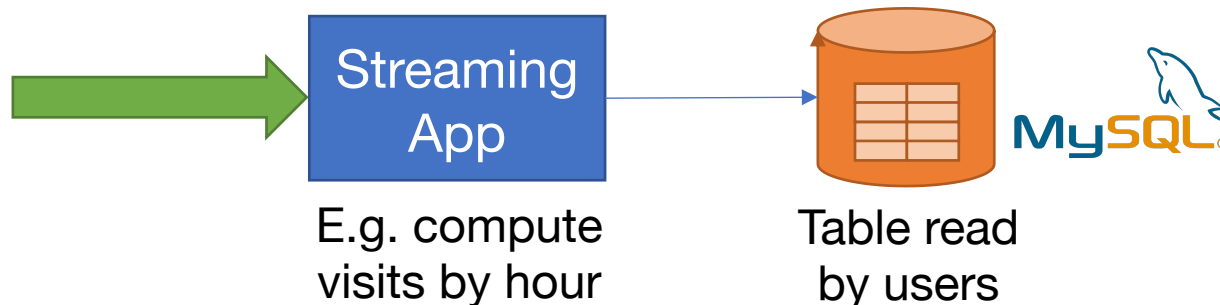 Streaming
App
MySQL
E.g. compute
visits by hour
Table read
by users